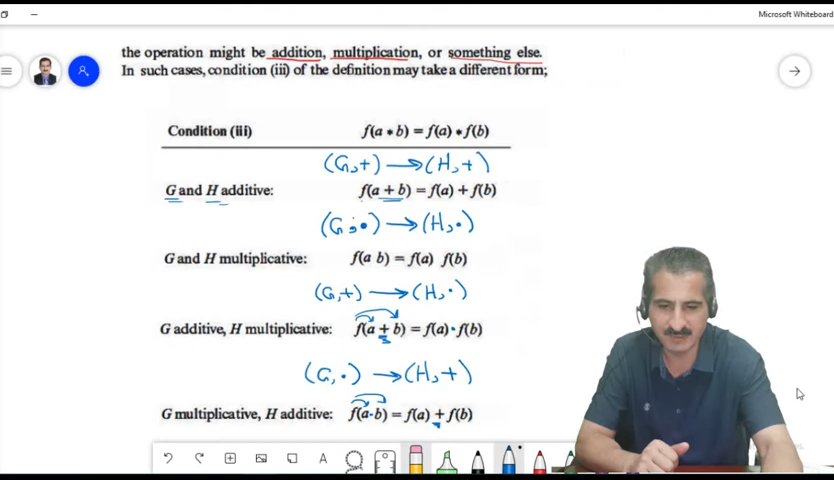 Microsoft Whiteboard
the operation might be addition, multiplication, or something else.
In such cases, condition (iii) of the definition may take a different form;
Condition (iii) f(a * b) = f(a) * f(b)
(G,+) → (H,+)
G and H additive: f(a + b) = f(a) + f(b)
(G,•) → (H,•)
G and H multiplicative: f(a b) = f(a) f(b)
(G,+) → (H,•)
G additive, H multiplicative: f(a + b) = f(a)•f(b)
(G,•) → (H,+)
G multiplicative, H additive: f(a•b) = f(a) + f(b)
A